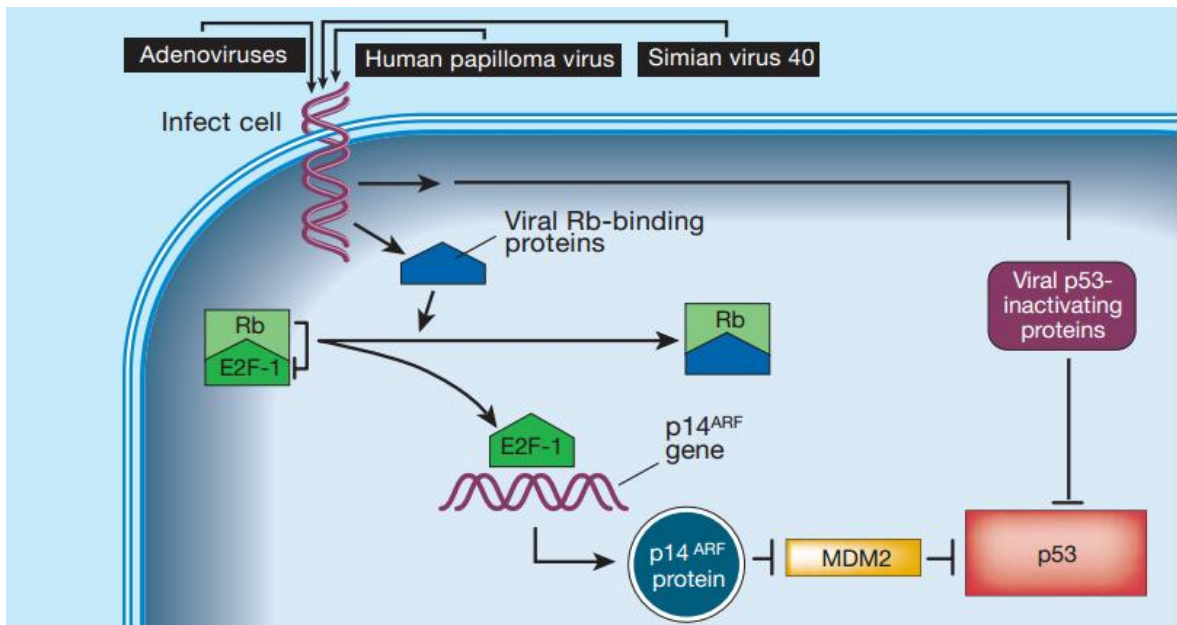 Adenoviruses
Human papilloma virus
Simian virus 40
Infect cell
Viral Rb-binding
proteins
Viral p53-
inactivating
proteins
Rb
E2F-1
Rb
E2F-1
p14ARF
gene
p14 ARF
protein
MDM2
p53